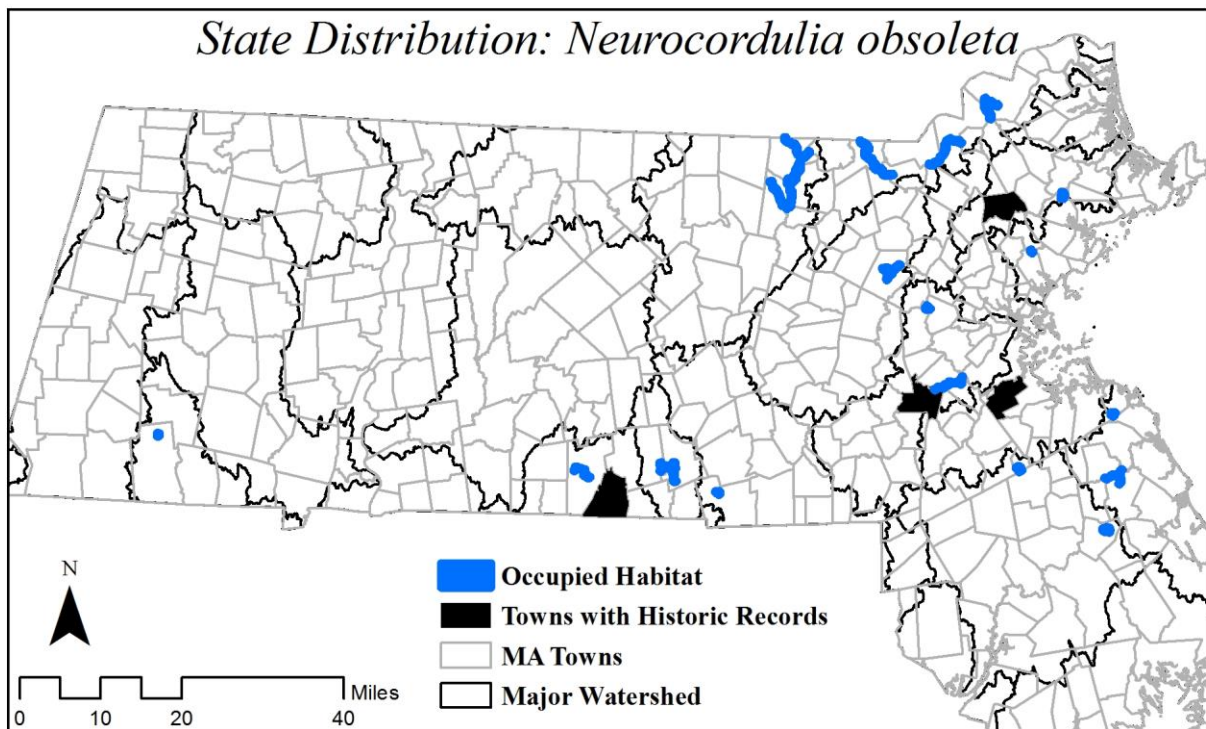 State Distribution: Neurocordulia obsoleta
N
Occupied Habitat
Towns with Historic Records
MA Towns
Major Watershed
Miles
0 10 20 40